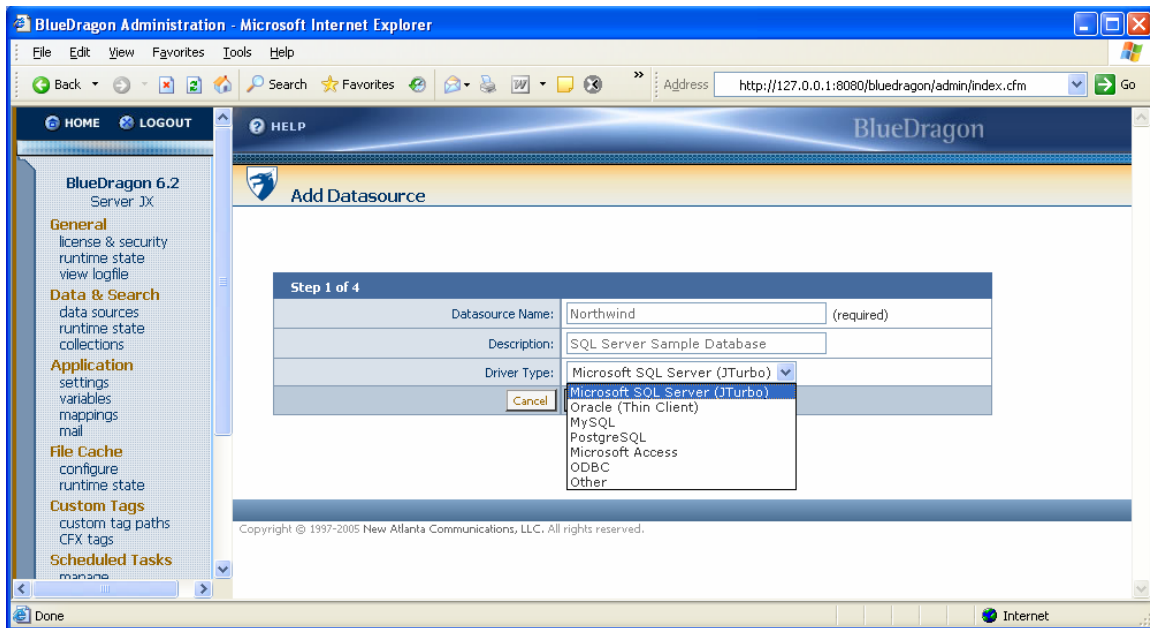 BlueDragon Administration - Microsoft Internet Explorer
File Edit View Favorites Tools Help
Back Search Favorites W » Address http://127.0.0.1:8080/bluedragon/admin/index.cfm Go
HOME LOGOUT
HELP
BlueDragon
BlueDragon 6.2
Server JX
General
license & security
runtime state
view logfile
Data & Search
data sources
runtime state
collections
Application
settings
variables
mappings
mail
File Cache
configure
runtime state
Custom Tags
custom tag paths
CFX tags
Scheduled Tasks
manage
Add Datasource
Step 1 of 4
Datasource Name: Northwind (required)
Description: SQL Server Sample Database
Driver Type: Microsoft SQL Server (JTurbo)
Cancel
Microsoft SQL Server (JTurbo)
Oracle (Thin Client)
MySQL
PostgreSQL
Microsoft Access
ODBC
Other
Copyright © 1997-2005 New Atlanta Communications, LLC. All rights reserved.
Done Internet